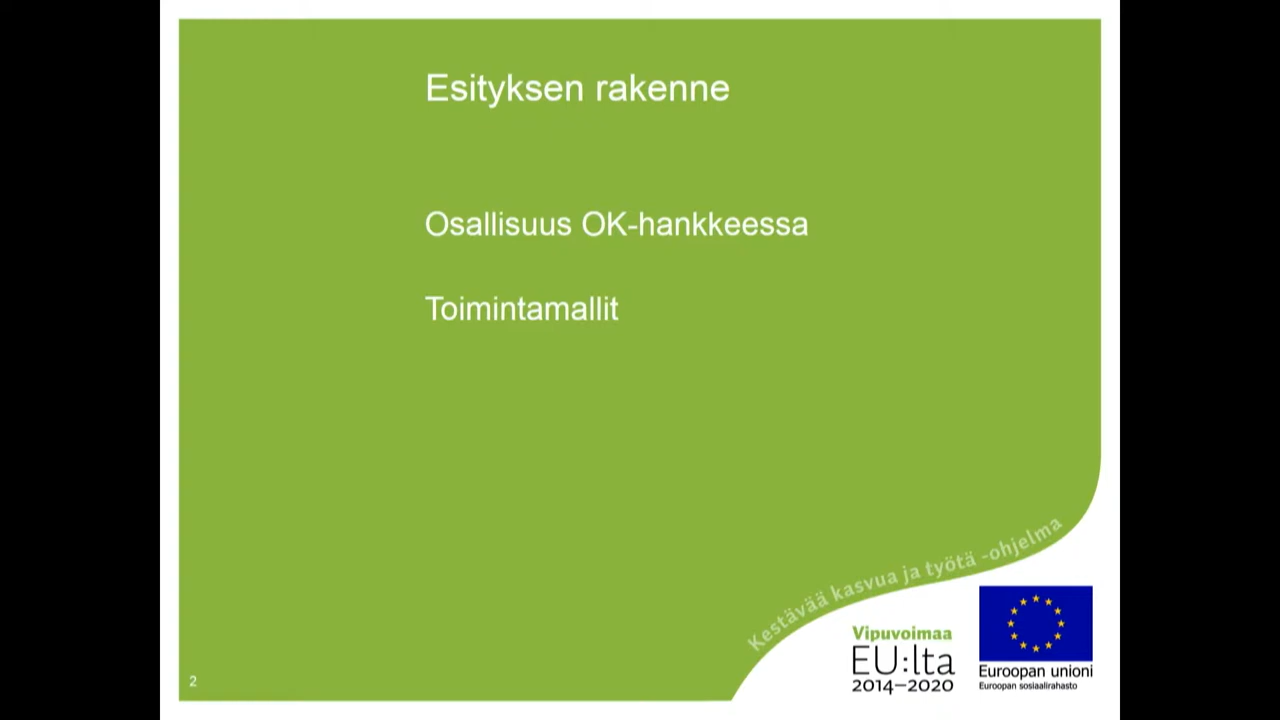 Esityksen rakenne
Osallisuus OK-hankkeessa
Toimintamallit
Kestävää kasvua ja työtä -ohjelma
Vipuvoimaa
EU:lta
2014–2020
Euroopan unioni
Euroopan sosiaalirahasto
2